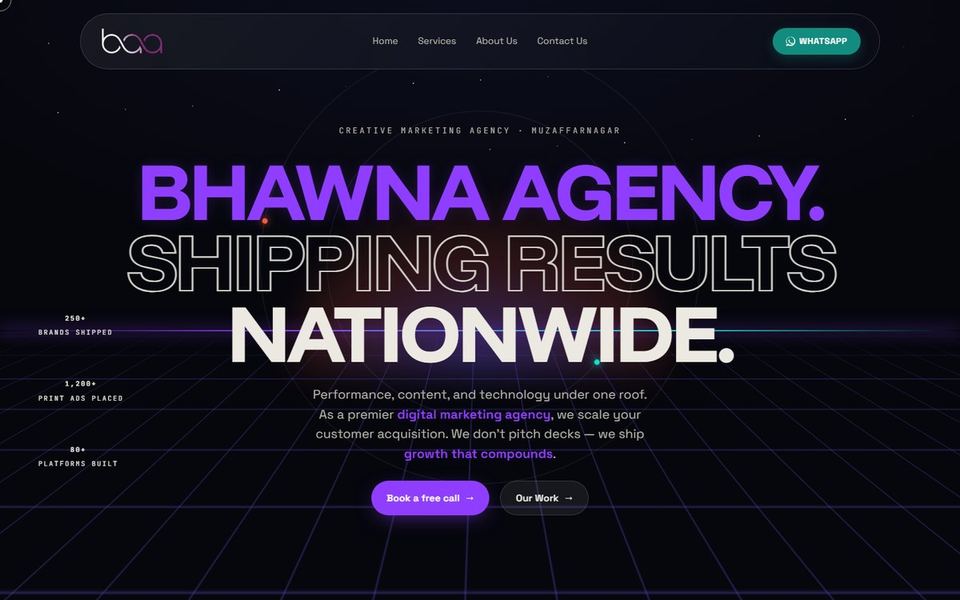 baa
Home Services About Us Contact Us
WHATSAPP
CREATIVE MARKETING AGENCY · MUZAFFARNAGAR
BHAWNA AGENCY.
SHIPPING RESULTS
NATIONWIDE.
250+
BRANDS SHIPPED
1,200+
PRINT ADS PLACED
80+
PLATFORMS BUILT
Performance, content, and technology under one roof.
As a premier digital marketing agency, we scale your
customer acquisition. We don't pitch decks — we ship
growth that compounds.
Book a free call →
Our Work →